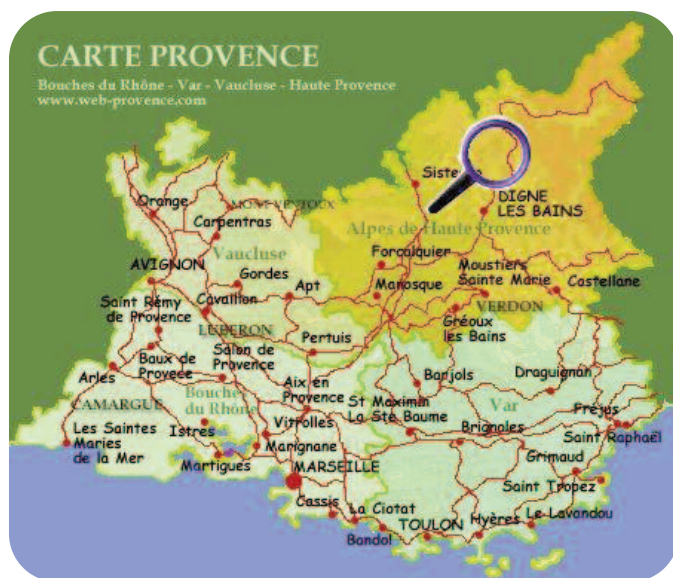 CARTE PROVENCE
Bouches du Rhône - Var - Vaucluse - Haute Provence
www.web-provence.com
DIGNE
LES BAINS
Orange
MONT VENTOUX
Carpentras
Alpes de Haute Provence
Vaucluse
Forcalquier
AVIGNON
Gordes
Moustiers
Sainte Marie
Castellane
Apt
Manosque
Saint Rémy
de Provence
Cavaillon
VERDON
LUBERON
Gréoux
les Bains
Pertuis
Baux de
Provece
Salon de
Provence
Arles
Aix en
Provence
Barjols
Draguignan
Bouches
du Rhône
St Maximin
La Ste Baume
Var
CAMARGUE
Fréjus
Les Saintes
Maries
de la Mer
Istres
Vitrolles
Brignoles
Saint Raphaël
Marignane
Martigues
MARSEILLE
Grimaud
Saint Tropez
Cassis
La Ciotat
Le Lavandou
Hyères
TOULON
Bandol